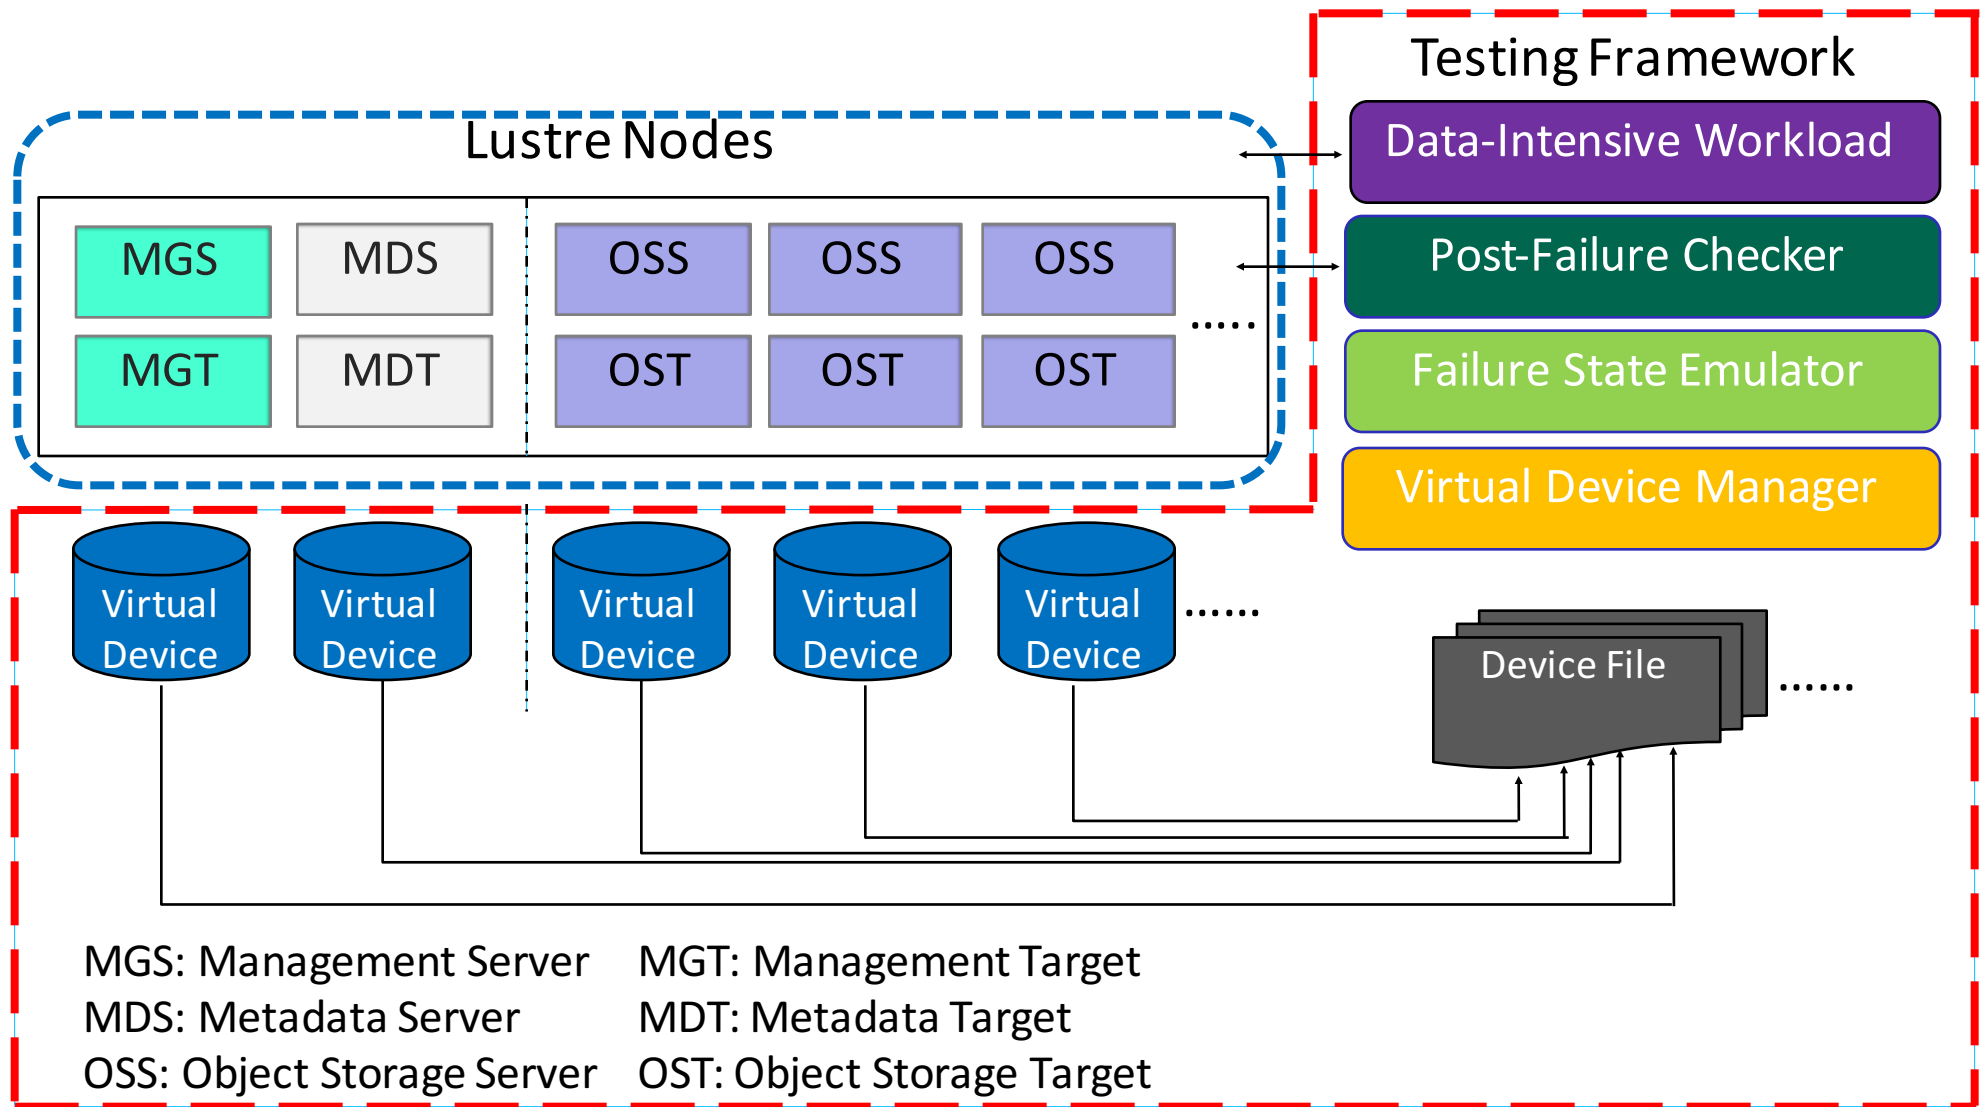 Testing Framework
Lustre Nodes
Data-Intensive Workload
MGS MDS OSS OSS OSS
Post-Failure Checker
......
MGT MDT OST OST OST
Failure State Emulator
Virtual Device Manager
Virtual Device
Virtual Device
Virtual Device
Virtual Device
Virtual Device
......
Device File
......
MGS: Management Server MGT: Management Target
MDS: Metadata Server MDT: Metadata Target
OSS: Object Storage Server OST: Object Storage Target